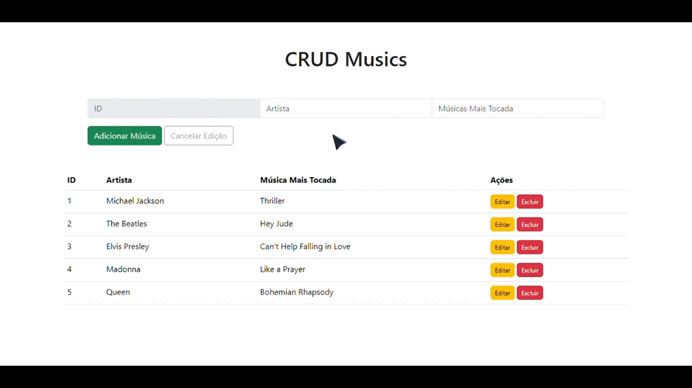 CRUD Musics
ID Artista Músicas Mais Tocada
Adicionar Música Cancelar Edição
ID Artista Música Mais Tocada Ações
1 Michael Jackson Thriller Editar Excluir
2 The Beatles Hey Jude Editar Excluir
3 Elvis Presley Can't Help Falling in Love Editar Excluir
4 Madonna Like a Prayer Editar Excluir
5 Queen Bohemian Rhapsody Editar Excluir